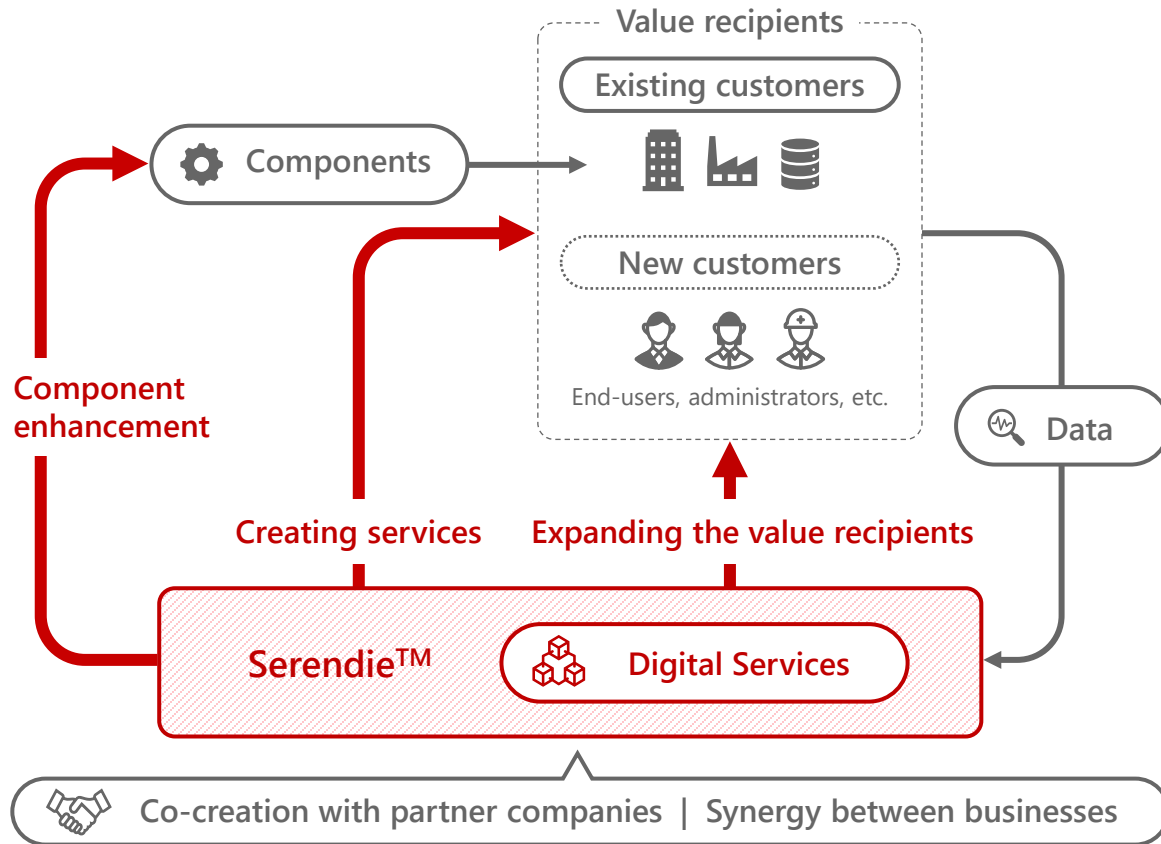 Value recipients
Existing customers
Components
New customers
End-users, administrators, etc.
Component
enhancement
Data
Creating services
Expanding the value recipients
Serendie™
Digital Services
Co-creation with partner companies | Synergy between businesses